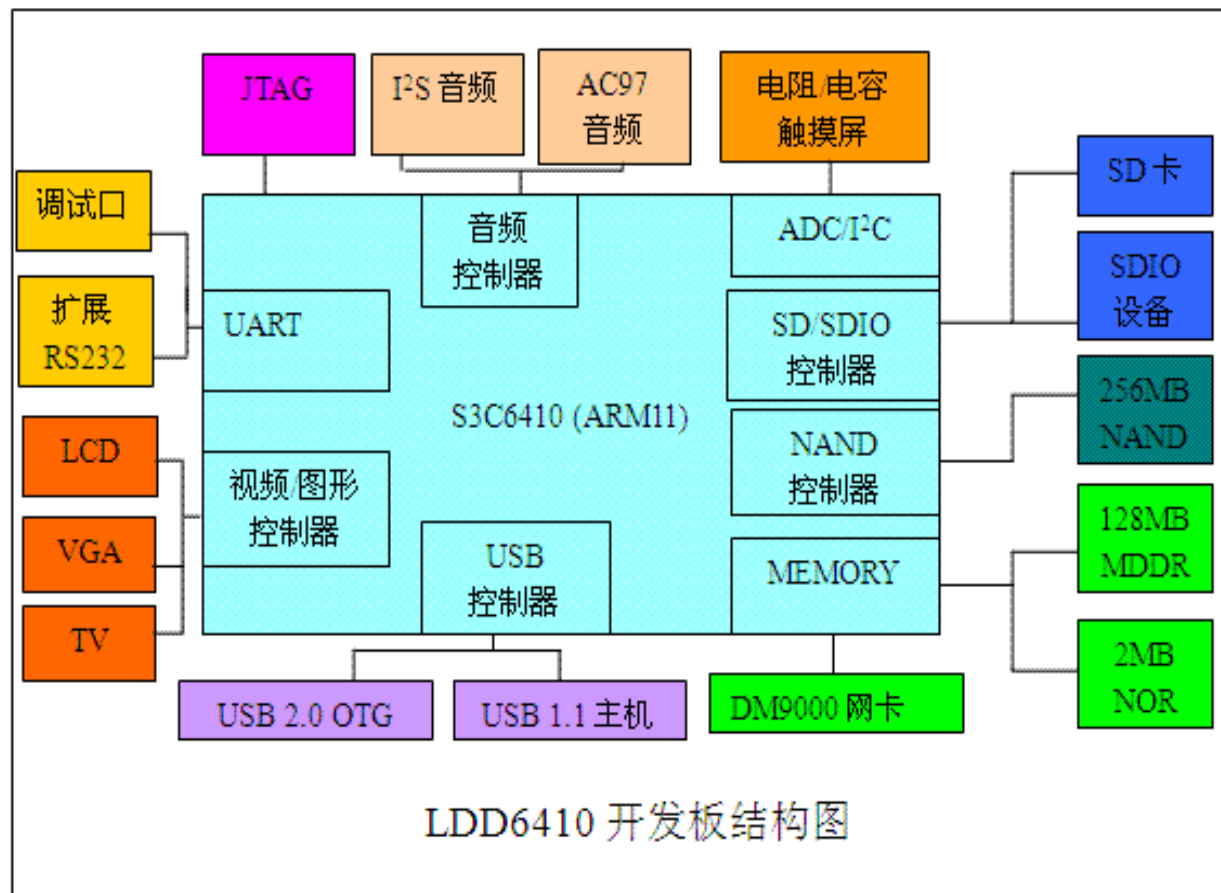 JTAG
I²S 音频
AC97
音频
电阻/电容
触摸屏
SD 卡
调试口
音频
控制器
ADC/I²C
SDIO
设备
扩展
RS232
UART
SD/SDIO
控制器
256MB
NAND
S3C6410 (ARM11)
LCD
视频/图形
控制器
NAND
控制器
128MB
MDDR
VGA
USB
控制器
MEMORY
TV
2MB
NOR
USB 2.0 OTG
USB 1.1 主机
DM9000 网卡
LDD6410 开发板结构图